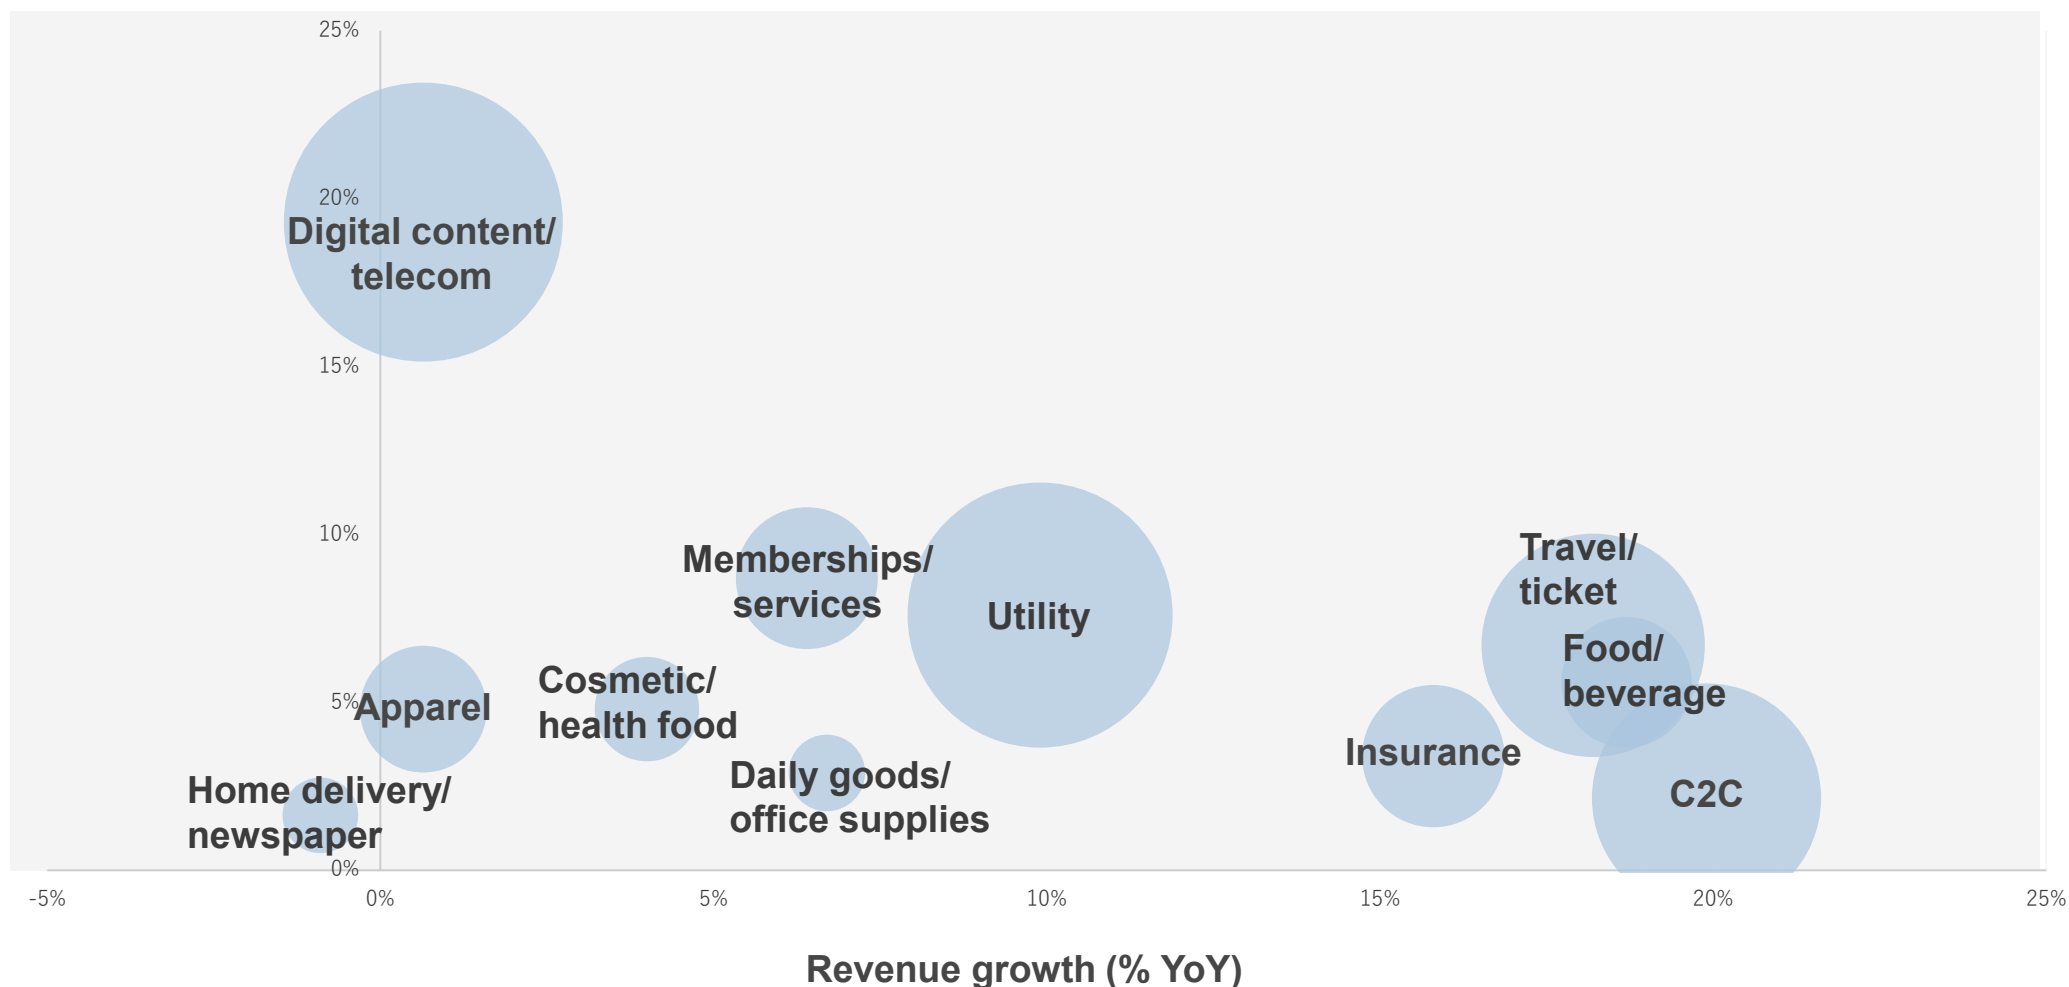 25%
20%
Digital content/
telecom
15%
10%
Travel/
ticket
Memberships/
services
Utility
Food/
beverage
Cosmetic/
health food
5%
Apparel
Insurance
Daily goods/
office supplies
C2C
Home delivery/
newspaper
0%
-5%
0%
5%
10%
15%
20%
25%
Revenue growth (% YoY)